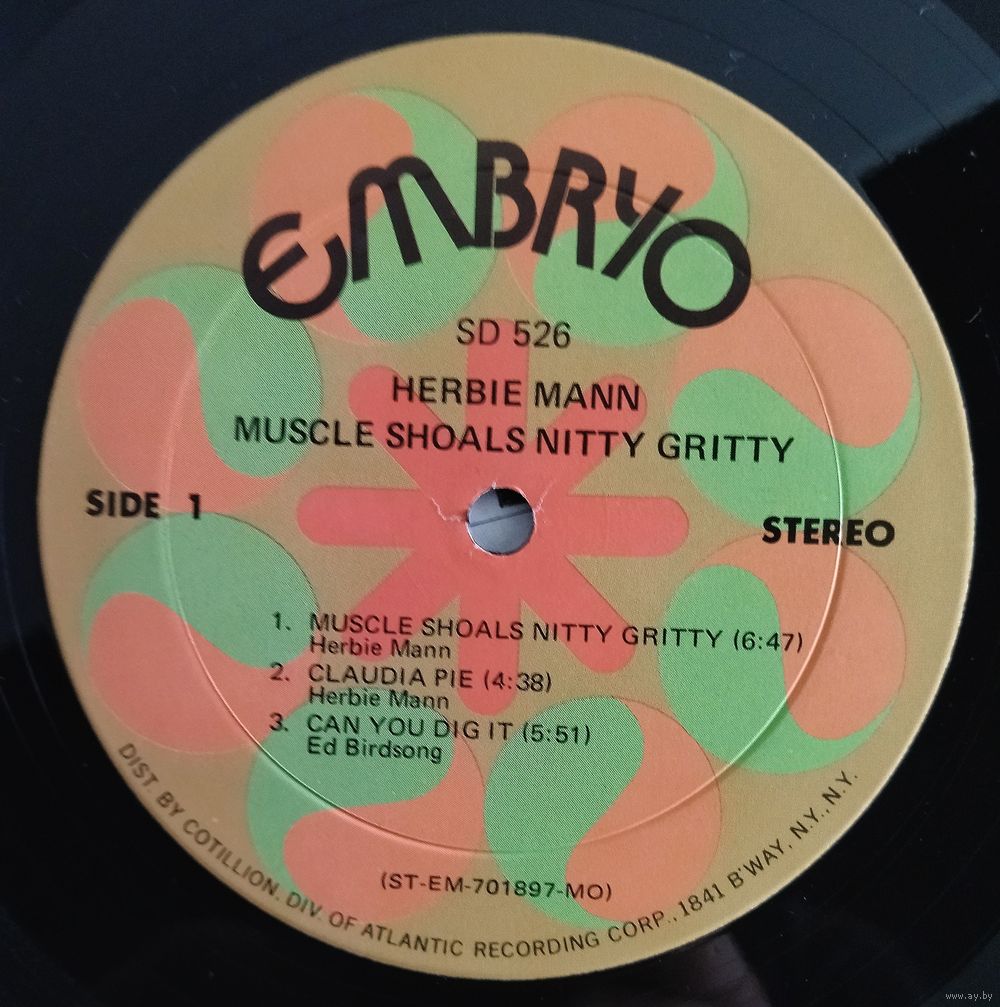 EMBRYO
SD 526
HERBIE MANN
MUSCLE SHOALS NITTY GRITTY
SIDE 1
STEREO
1. MUSCLE SHOALS NITTY GRITTY (6:47)
Herbie Mann
2. CLAUDIA PIE (4:38)
Herbie Mann
3. CAN YOU DIG IT (5:51)
Ed Birdsong
(ST-EM-701897-MO)
DIST. BY COTILLION, DIV. OF ATLANTIC RECORDING CORP., 1841 B'WAY, N.Y., N.Y.
www.ay.by